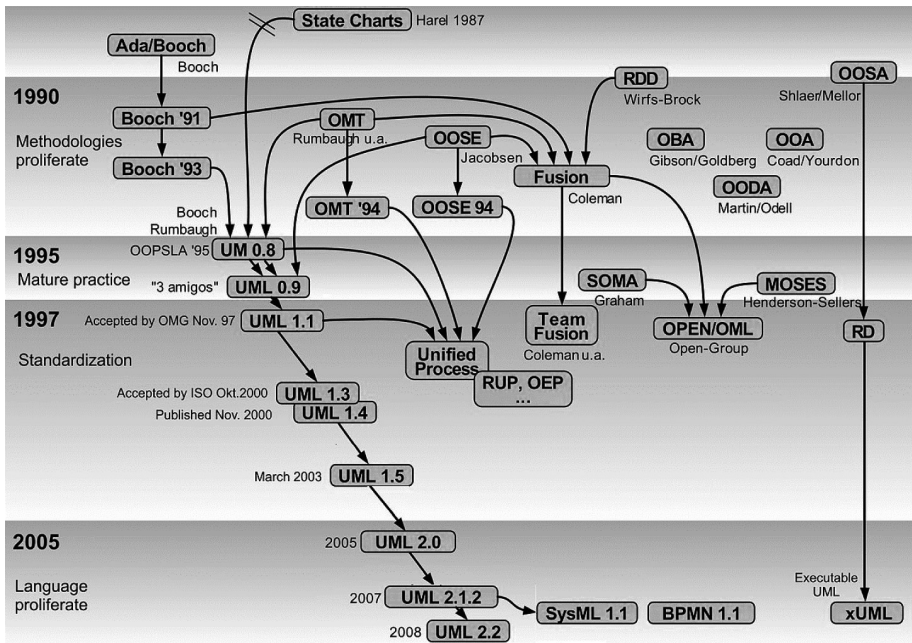 State Charts
Harel 1987
Ada/Booch
Booch
RDD
Wirfs-Brock
OOSA
Shlaer/Mellor
1990
Methodologies
proliferate
Booch '91
OMT
Rumbaugh u.a.
OOSE
Jacobsen
OBA
Gibson/Goldberg
OOA
Coad/Yourdon
Booch '93
Fusion
Coleman
OODA
Martin/Odell
OMT '94
OOSE 94
Booch
Rumbaugh
OOPSLA '95
UM 0.8
1995
Mature practice
"3 amigos"
UML 0.9
SOMA
Graham
MOSES
Henderson-Sellers
1997
Accepted by OMG Nov. 97
UML 1.1
Team
Fusion
Coleman u.a.
OPEN/OML
Open-Group
RD
Standardization
Unified
Process
RUP, OEP
...
Accepted by ISO Okt.2000
UML 1.3
Published Nov. 2000
UML 1.4
March 2003
UML 1.5
2005
2005
UML 2.0
Language
proliferate
2007
UML 2.1.2
SysML 1.1
BPMN 1.1
Executable
UML
xUML
2008
UML 2.2